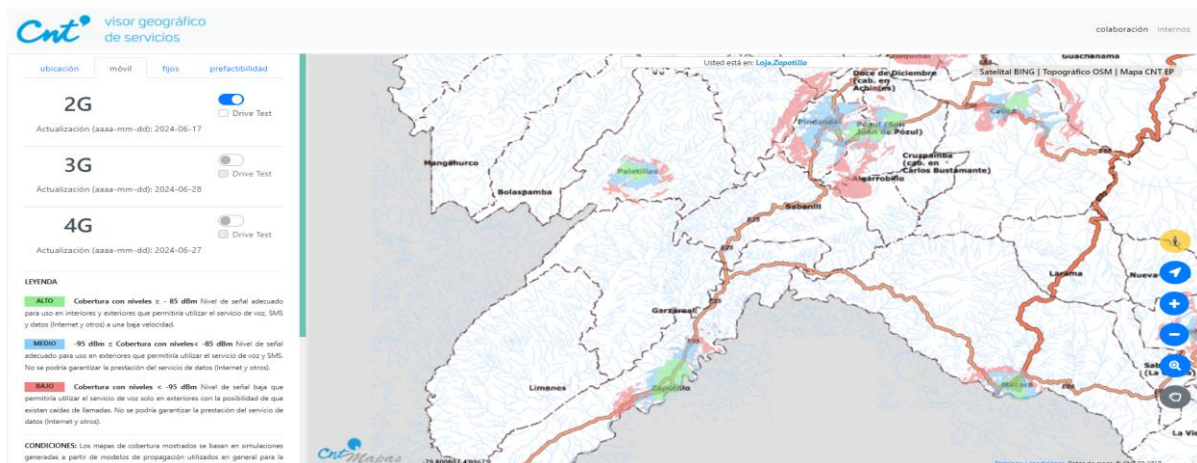 Cnt
visor geográfico
de servicios
colaboración internos
ubicación móvil fijos prefactibilidad
2G
Drive Test
Actualización (aaaa-mm-dd): 2024-06-17
3G
Drive Test
Actualización (aaaa-mm-dd): 2024-06-28
4G
Drive Test
Actualización (aaaa-mm-dd): 2024-06-27
LEYENDA
ALTO Cobertura con niveles ≥ - 85 dBm Nivel de señal adecuado
para uso en interiores y exteriores que permitiría utilizar el servicio de voz, SMS
y datos (Internet y otros) a una baja velocidad.
MEDIO -95 dBm ≤ Cobertura con niveles< -85 dBm Nivel de señal
adecuado para uso en exteriores que permitiría utilizar el servicio de voz y SMS.
No se podría garantizar la prestación del servicio de datos (Internet y otros).
BAJO Cobertura con niveles < -95 dBm Nivel de señal baja que
permitiría utilizar el servicio de voz solo en exteriores con la posibilidad de que
existan caídas de llamadas. No se podría garantizar la prestación del servicio de
datos (Internet y otros).
CONDICIONES: Los mapas de cobertura mostrados se basan en simulaciones
generadas a partir de modelos de propagación utilizados en general para la
Usted está en: Loja,Zapotillo
Guachanama
Satelital BING | Topográfico OSM | Mapa CNT EP
Doce de Diciembre
(cab. en
Achiotes)
Pindal
Pózul (San
Juan de Pózul)
Celica
Mangahurco
Paletillas
Bolaspamba
Cruzpamba
(cab. en
Carlos Bustamante)
Algarrobillo
Sabanill
E25
Larama
Nueva
Garzareal
Limones
Zapotillo
Macará
Sab
(La
La Vie
Cnt Mapas